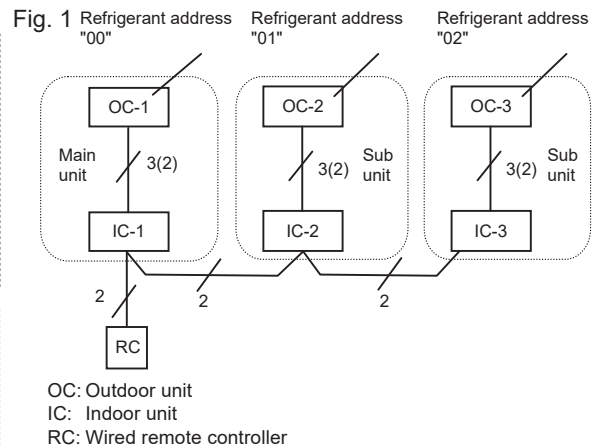 Fig. 1
Refrigerant address "00"
Refrigerant address "01"
Refrigerant address "02"
OC-1
OC-2
OC-3
Main unit
3(2)
3(2)
Sub unit
3(2)
Sub unit
IC-1
IC-2
IC-3
2
2
2
RC
OC: Outdoor unit
IC: Indoor unit
RC: Wired remote controller